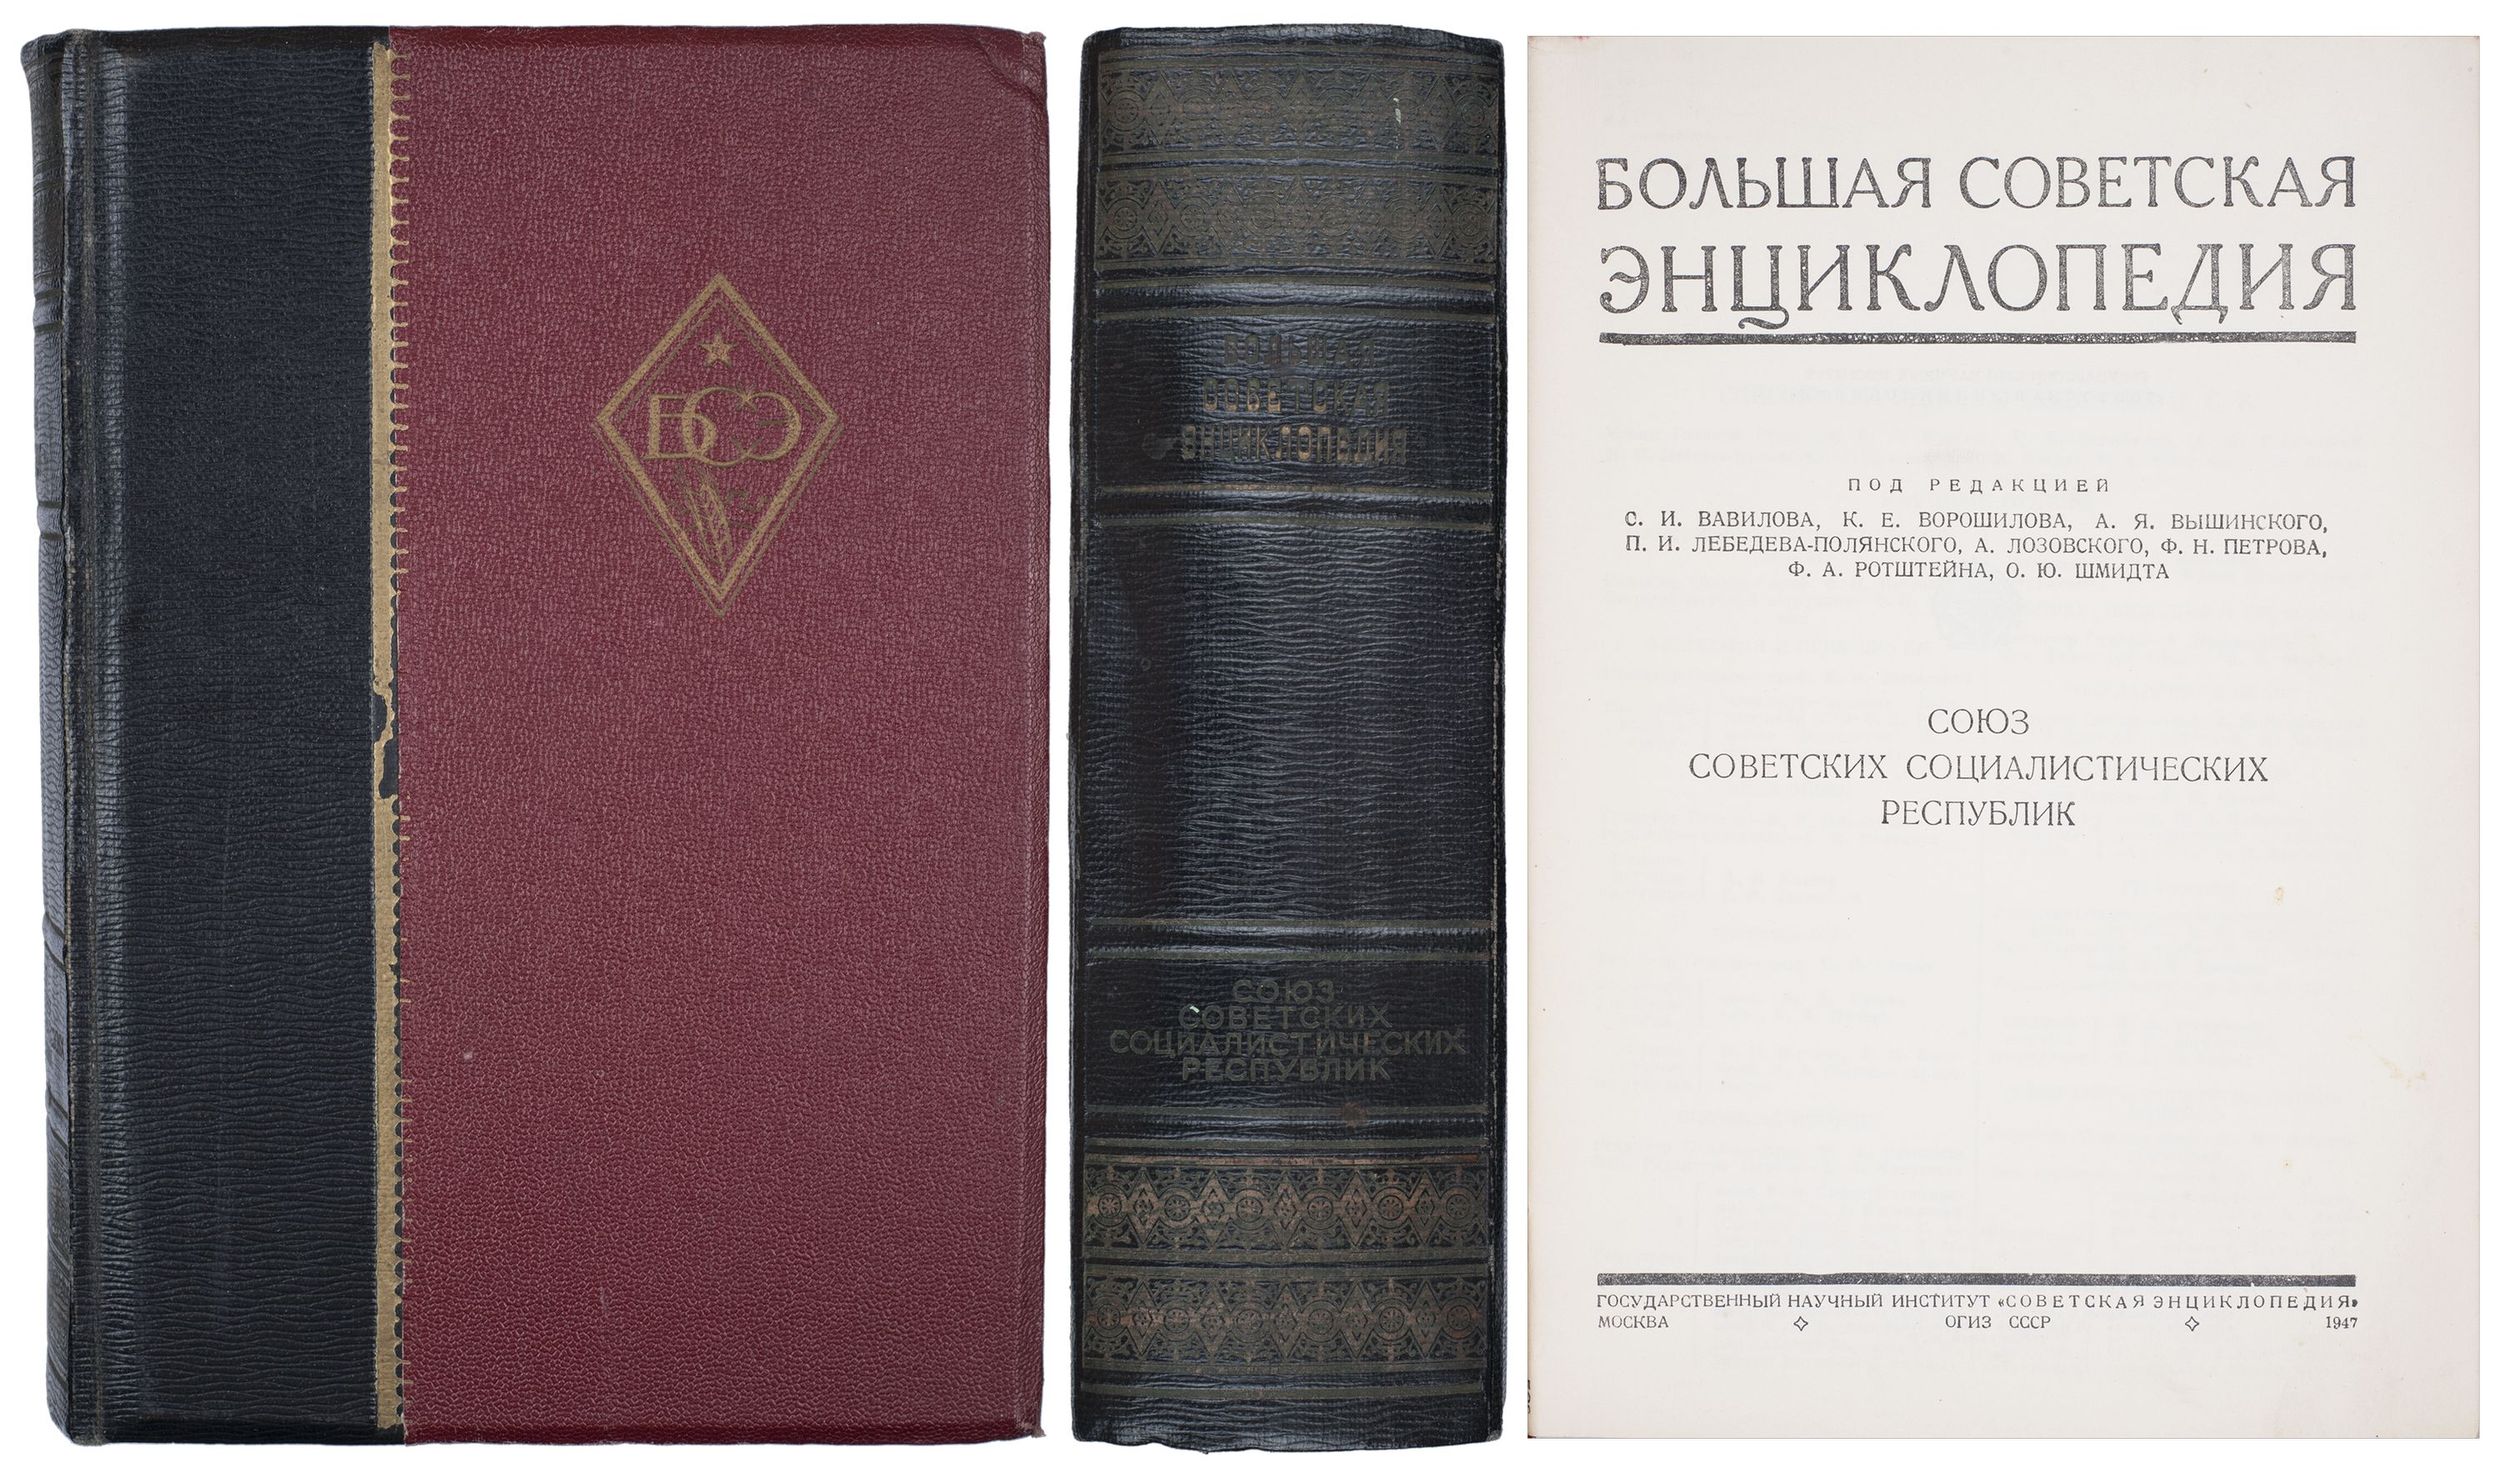 БСЭ
БОЛЬШАЯ
СОВЕТСКАЯ
ЭНЦИКЛОПЕДИЯ
СОЮЗ
СОВЕТСКИХ
СОЦИАЛИСТИЧЕСКИХ
РЕСПУБЛИК
БОЛЬШАЯ СОВЕТСКАЯ
ЭНЦИКЛОПЕДИЯ
ПОД РЕДАКЦИЕЙ
С. И. ВАВИЛОВА, К. Е. ВОРОШИЛОВА, А. Я. ВЫШИНСКОГО,
П. И. ЛЕБЕДЕВА-ПОЛЯНСКОГО, А. ЛОЗОВСКОГО, Ф. Н. ПЕТРОВА,
Ф. А. РОТШТЕЙНА, О. Ю. ШМИДТА
СОЮЗ
СОВЕТСКИХ СОЦИАЛИСТИЧЕСКИХ
РЕСПУБЛИК
ГОСУДАРСТВЕННЫЙ НАУЧНЫЙ ИНСТИТУТ «СОВЕТСКАЯ ЭНЦИКЛОПЕДИЯ»
МОСКВА ОГИЗ СССР 1947